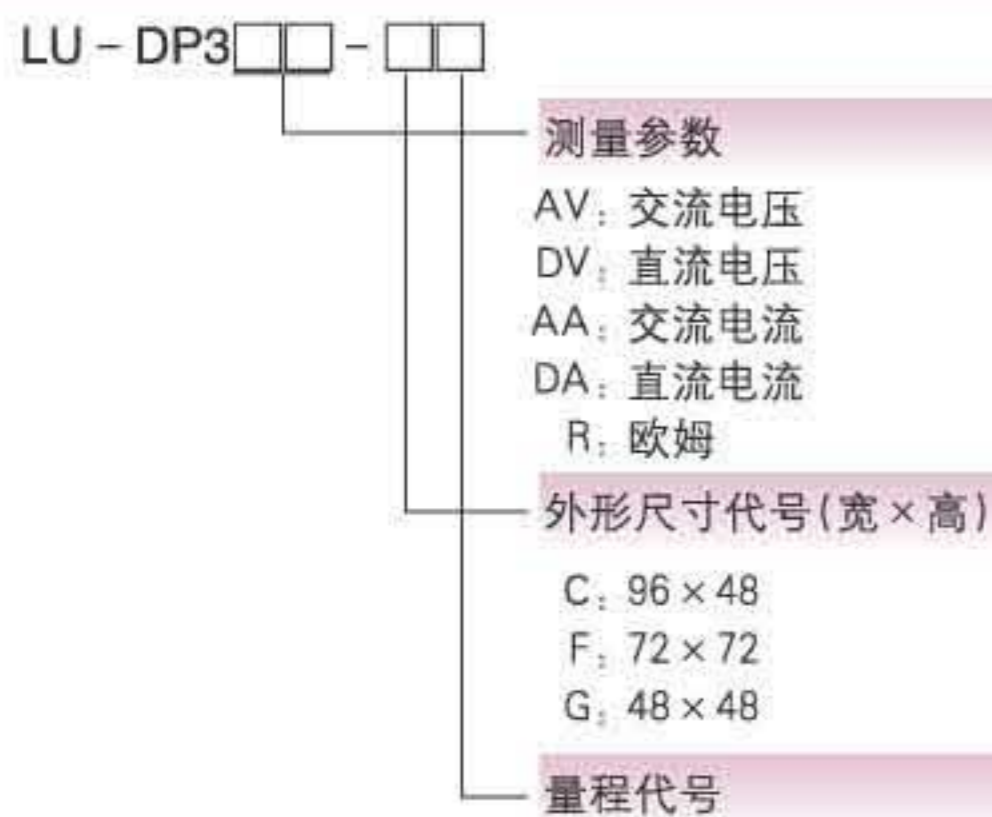 LU-DP3□□-□□
测量参数
AV: 交流电压
DV: 直流电压
AA: 交流电流
DA: 直流电流
R: 欧姆
外形尺寸代号(宽×高)
C: 96×48
F: 72×72
G: 48×48
量程代号